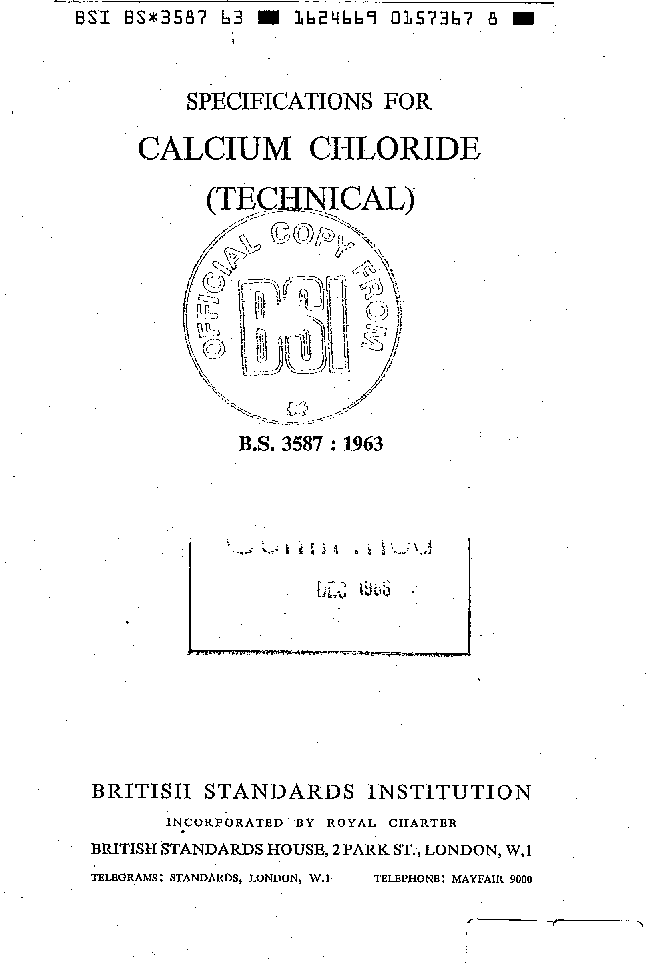 BSI BS*3587 63 ■ 1624669 0157367 8 ■
SPECIFICATIONS FOR
CALCIUM CHLORIDE
(TECHNICAL)
OFFICIAL COPY FROM
BSI
B.S. 3587 : 1963
DEC
BRITISH STANDARDS INSTITUTION
INCORPORATED BY ROYAL CHARTER
BRITISH STANDARDS HOUSE, 2 PARK ST., LONDON, W.1
TELEGRAMS: STANDARDS, LONDON, W.1 TELEPHONE: MAYFAIR 9000